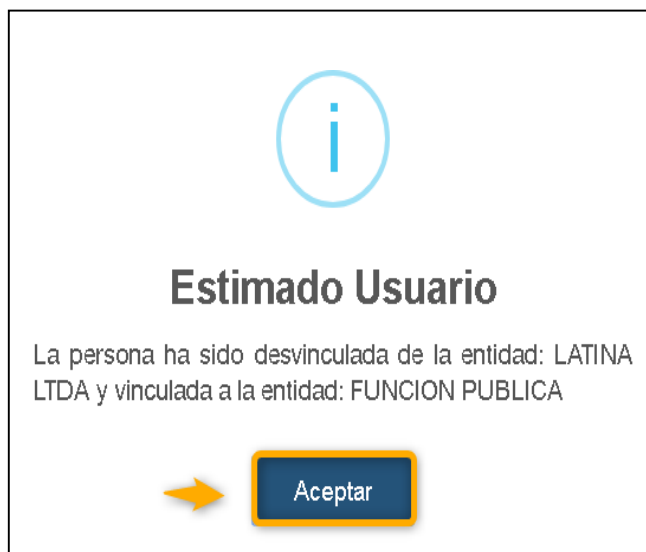 i
Estimado Usuario
La persona ha sido desvinculada de la entidad: LATINA
LTDA y vinculada a la entidad: FUNCION PUBLICA
Aceptar